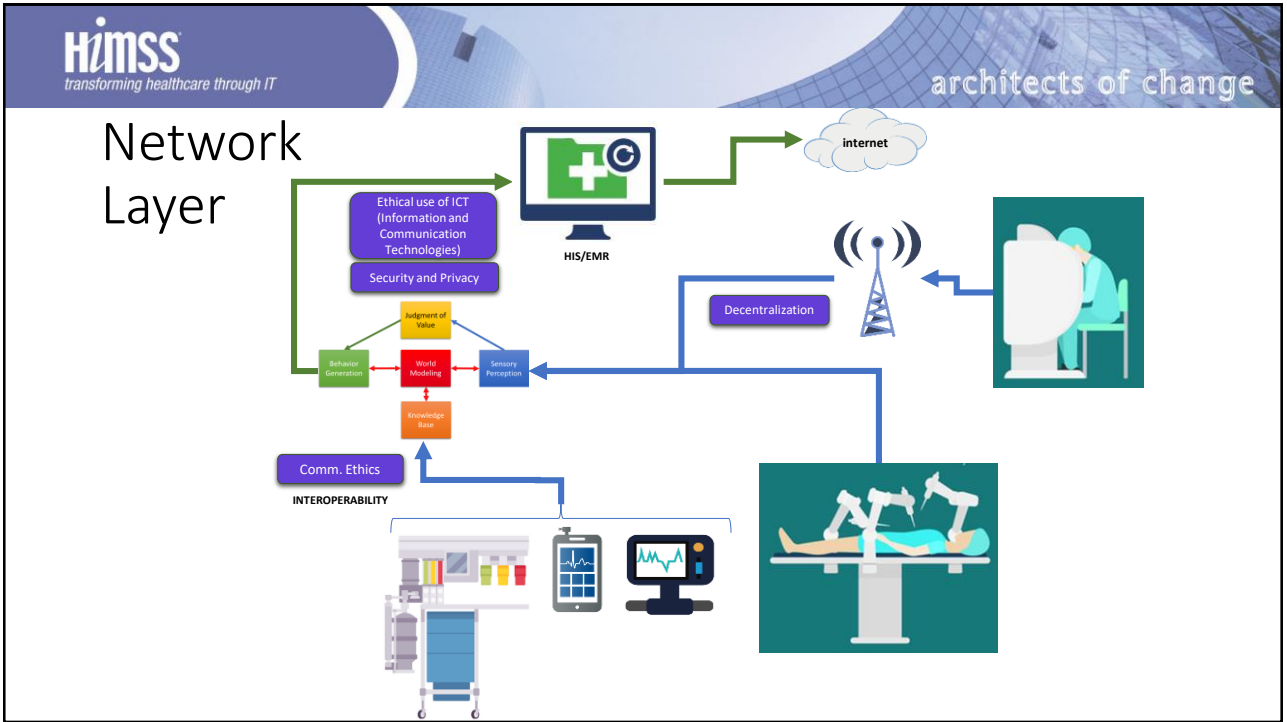 HiMSS
transforming healthcare through IT
architects of change
Network
Layer
internet
Ethical use of ICT
(Information and
Communication
Technologies)
HIS/EMR
Security and Privacy
Decentralization
Judgment of
Value
Behavior
Generation
World
Modeling
Sensory
Perception
Knowledge
Base
Comm. Ethics
INTEROPERABILITY